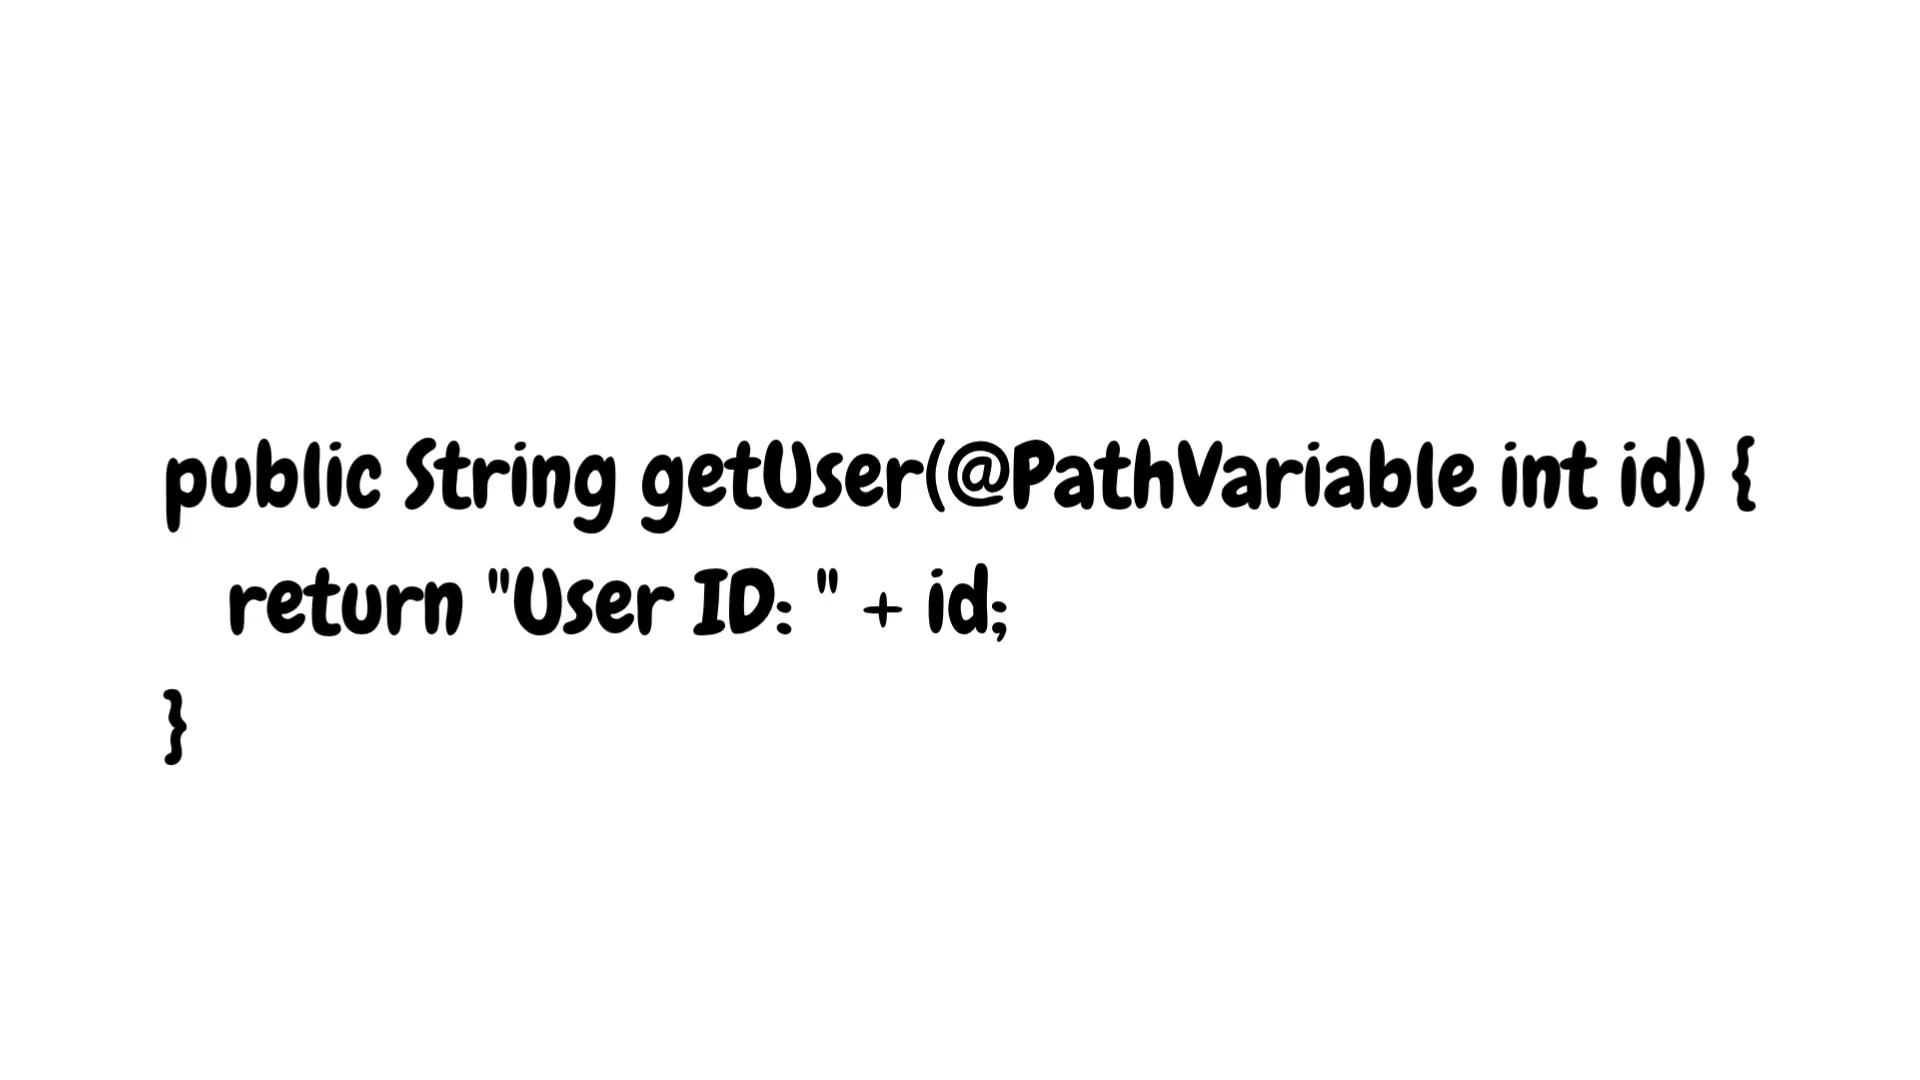 public String getUser(@PathVariable int id) {
return "User ID: " + id;
}